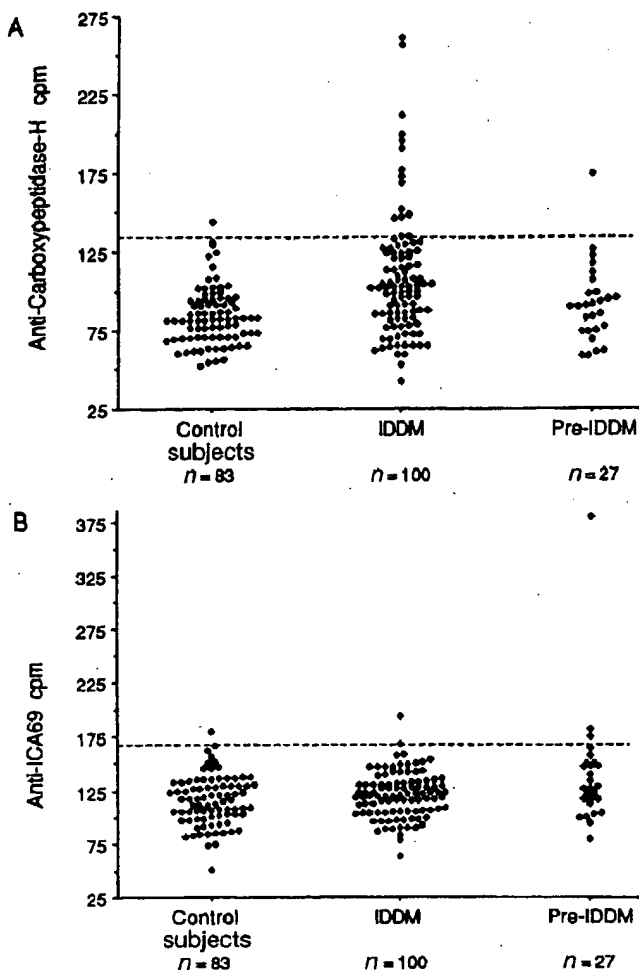 A
275
225
175
125
75
25
Anti-Carboxypeptidase-H cpm
Control subjects
IDDM
Pre-IDDM
n = 83
n = 100
n = 27
B
375
325
275
225
175
125
75
25
Anti-ICA69 cpm
Control subjects
IDDM
Pre-IDDM
n = 83
n = 100
n = 27